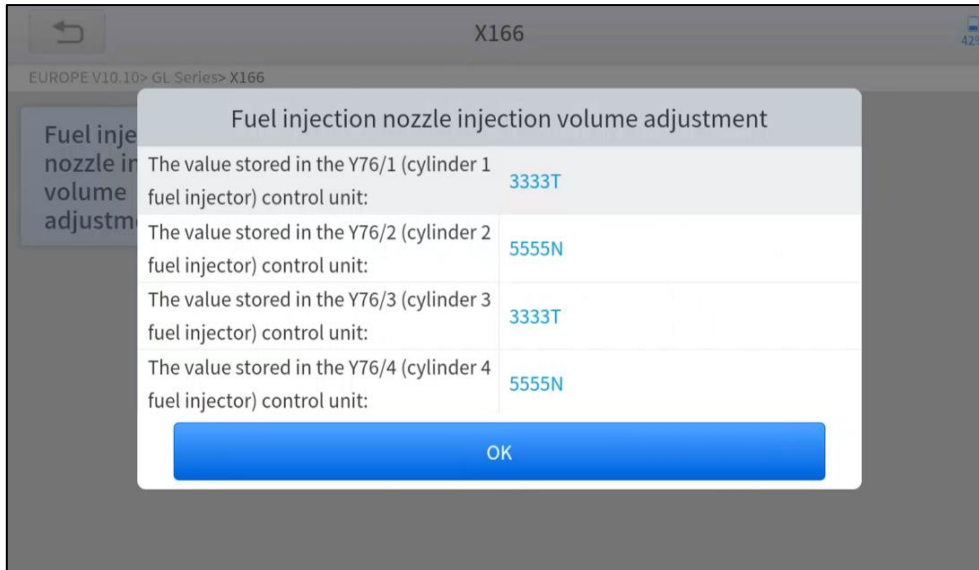 X166
42%
EUROPE V10.10> GL Series> X166
Fuel inje
nozzle in
volume
adjustm
Fuel injection nozzle injection volume adjustment
The value stored in the Y76/1 (cylinder 1
fuel injector) control unit:
3333T
The value stored in the Y76/2 (cylinder 2
fuel injector) control unit:
5555N
The value stored in the Y76/3 (cylinder 3
fuel injector) control unit:
3333T
The value stored in the Y76/4 (cylinder 4
fuel injector) control unit:
5555N
OK